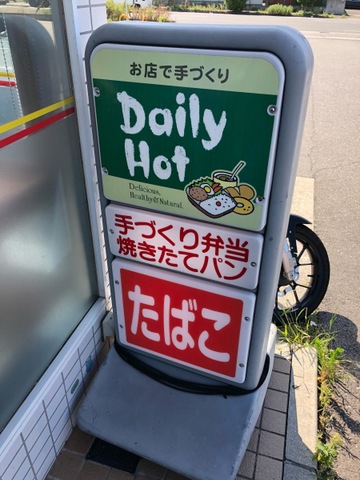 お店で手づくり
Daily
Hot
Delicious,
Healthy & Natural.
手づくり弁当
焼きたてパン
たばこ